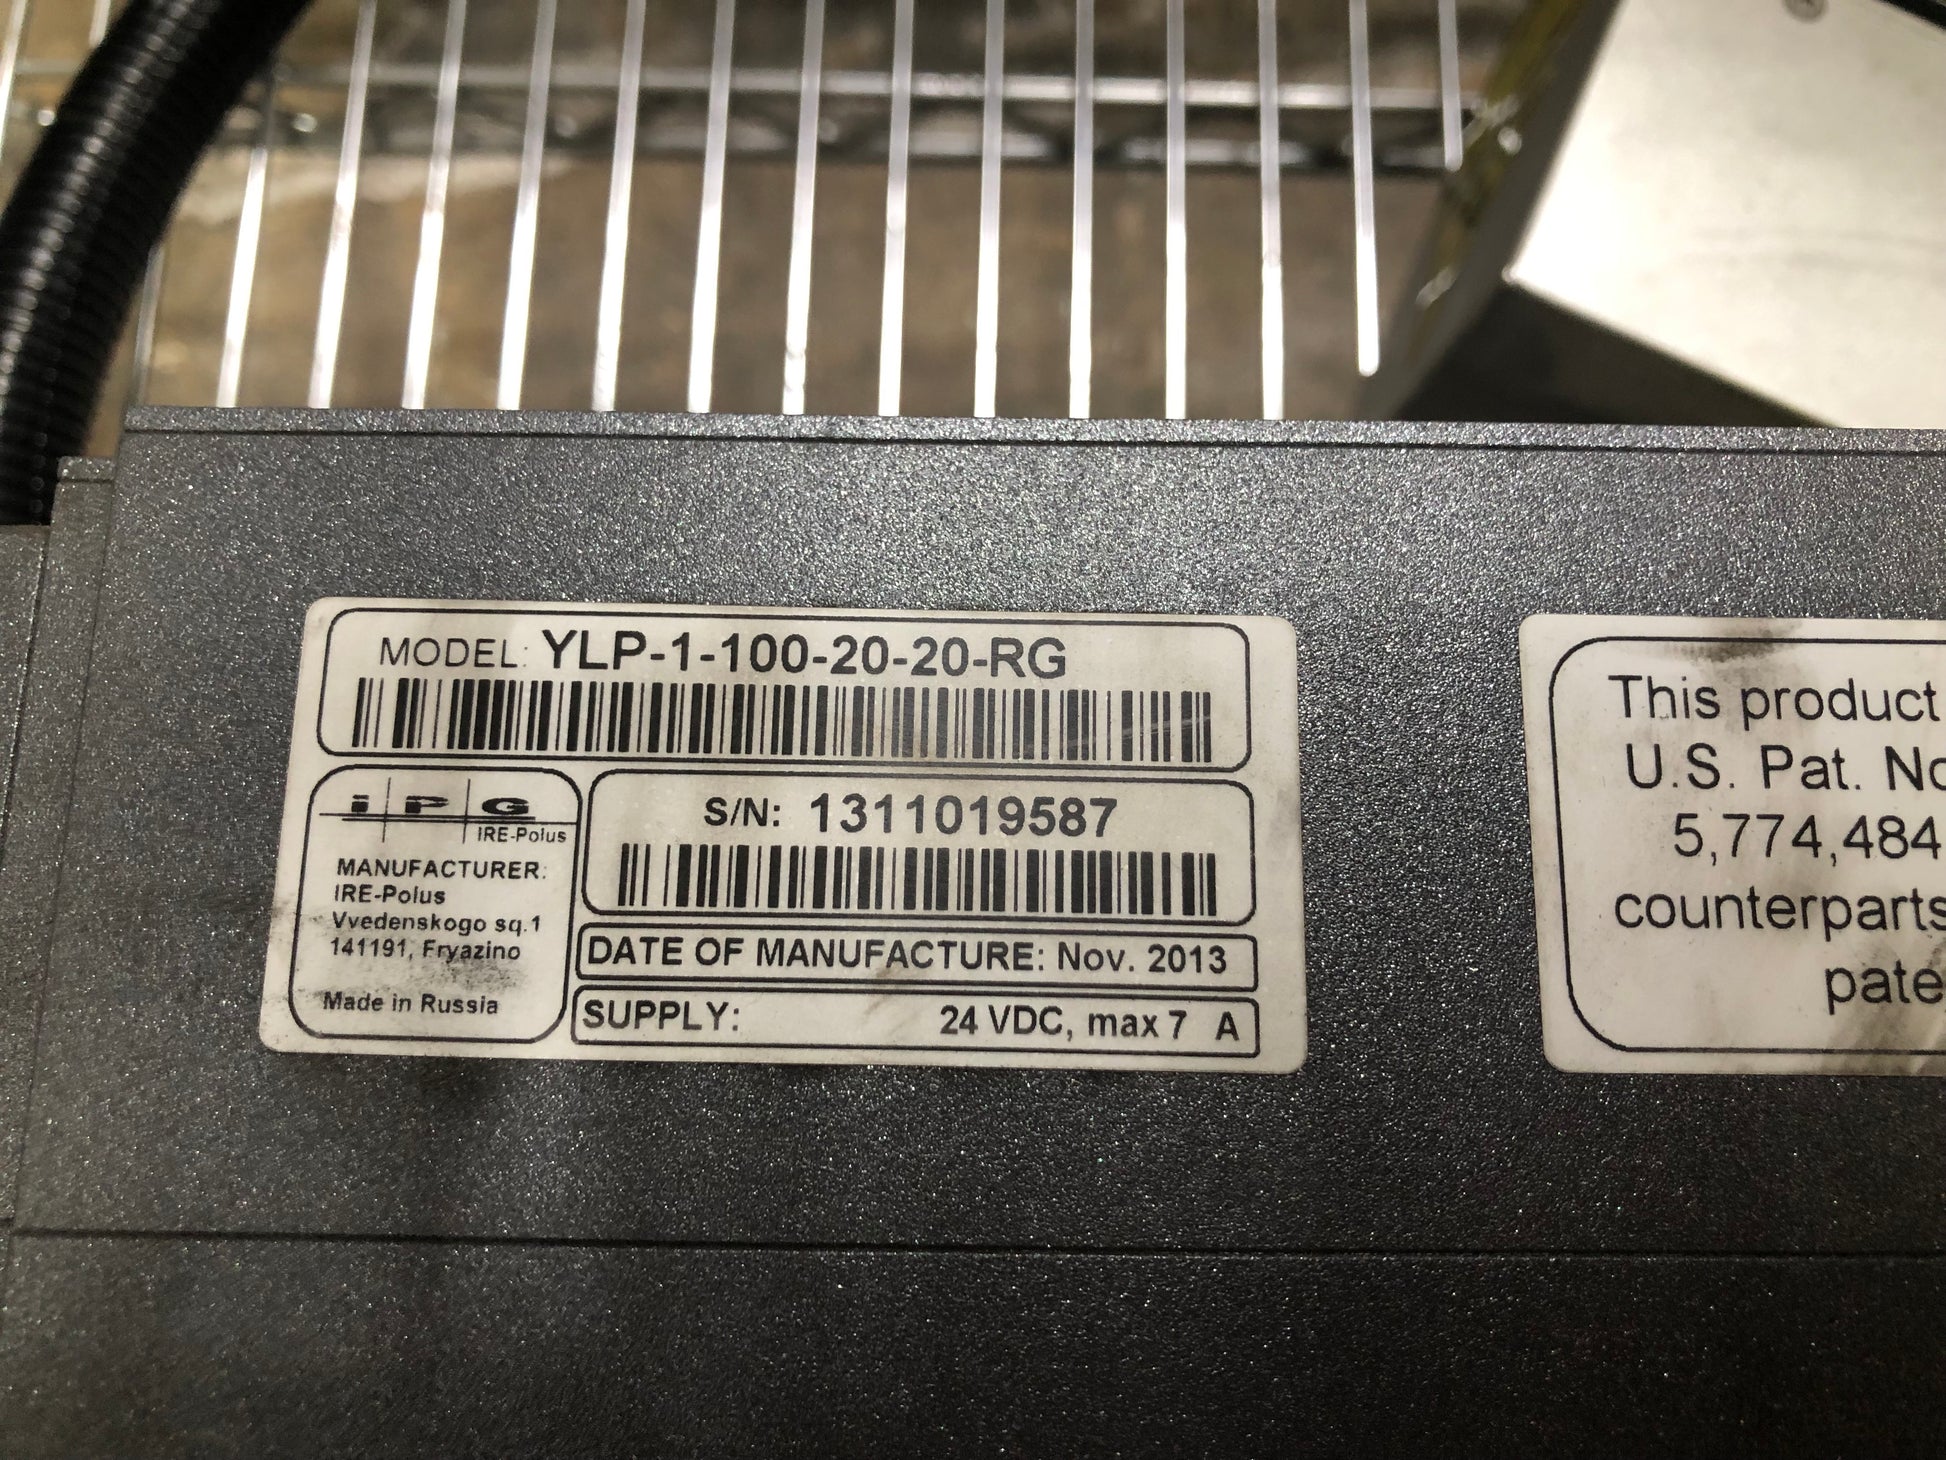 MODEL: YLP-1-100-20-20-RG
iPG
IRE-Polus
MANUFACTURER:
IRE-Polus
Vvedenskogo sq.1
141191, Fryazino
Made in Russia
S/N: 1311019587
DATE OF MANUFACTURE: Nov. 2013
SUPPLY: 24 VDC, max 7 A
This product
U.S. Pat. No
5,774,484
counterparts
pate